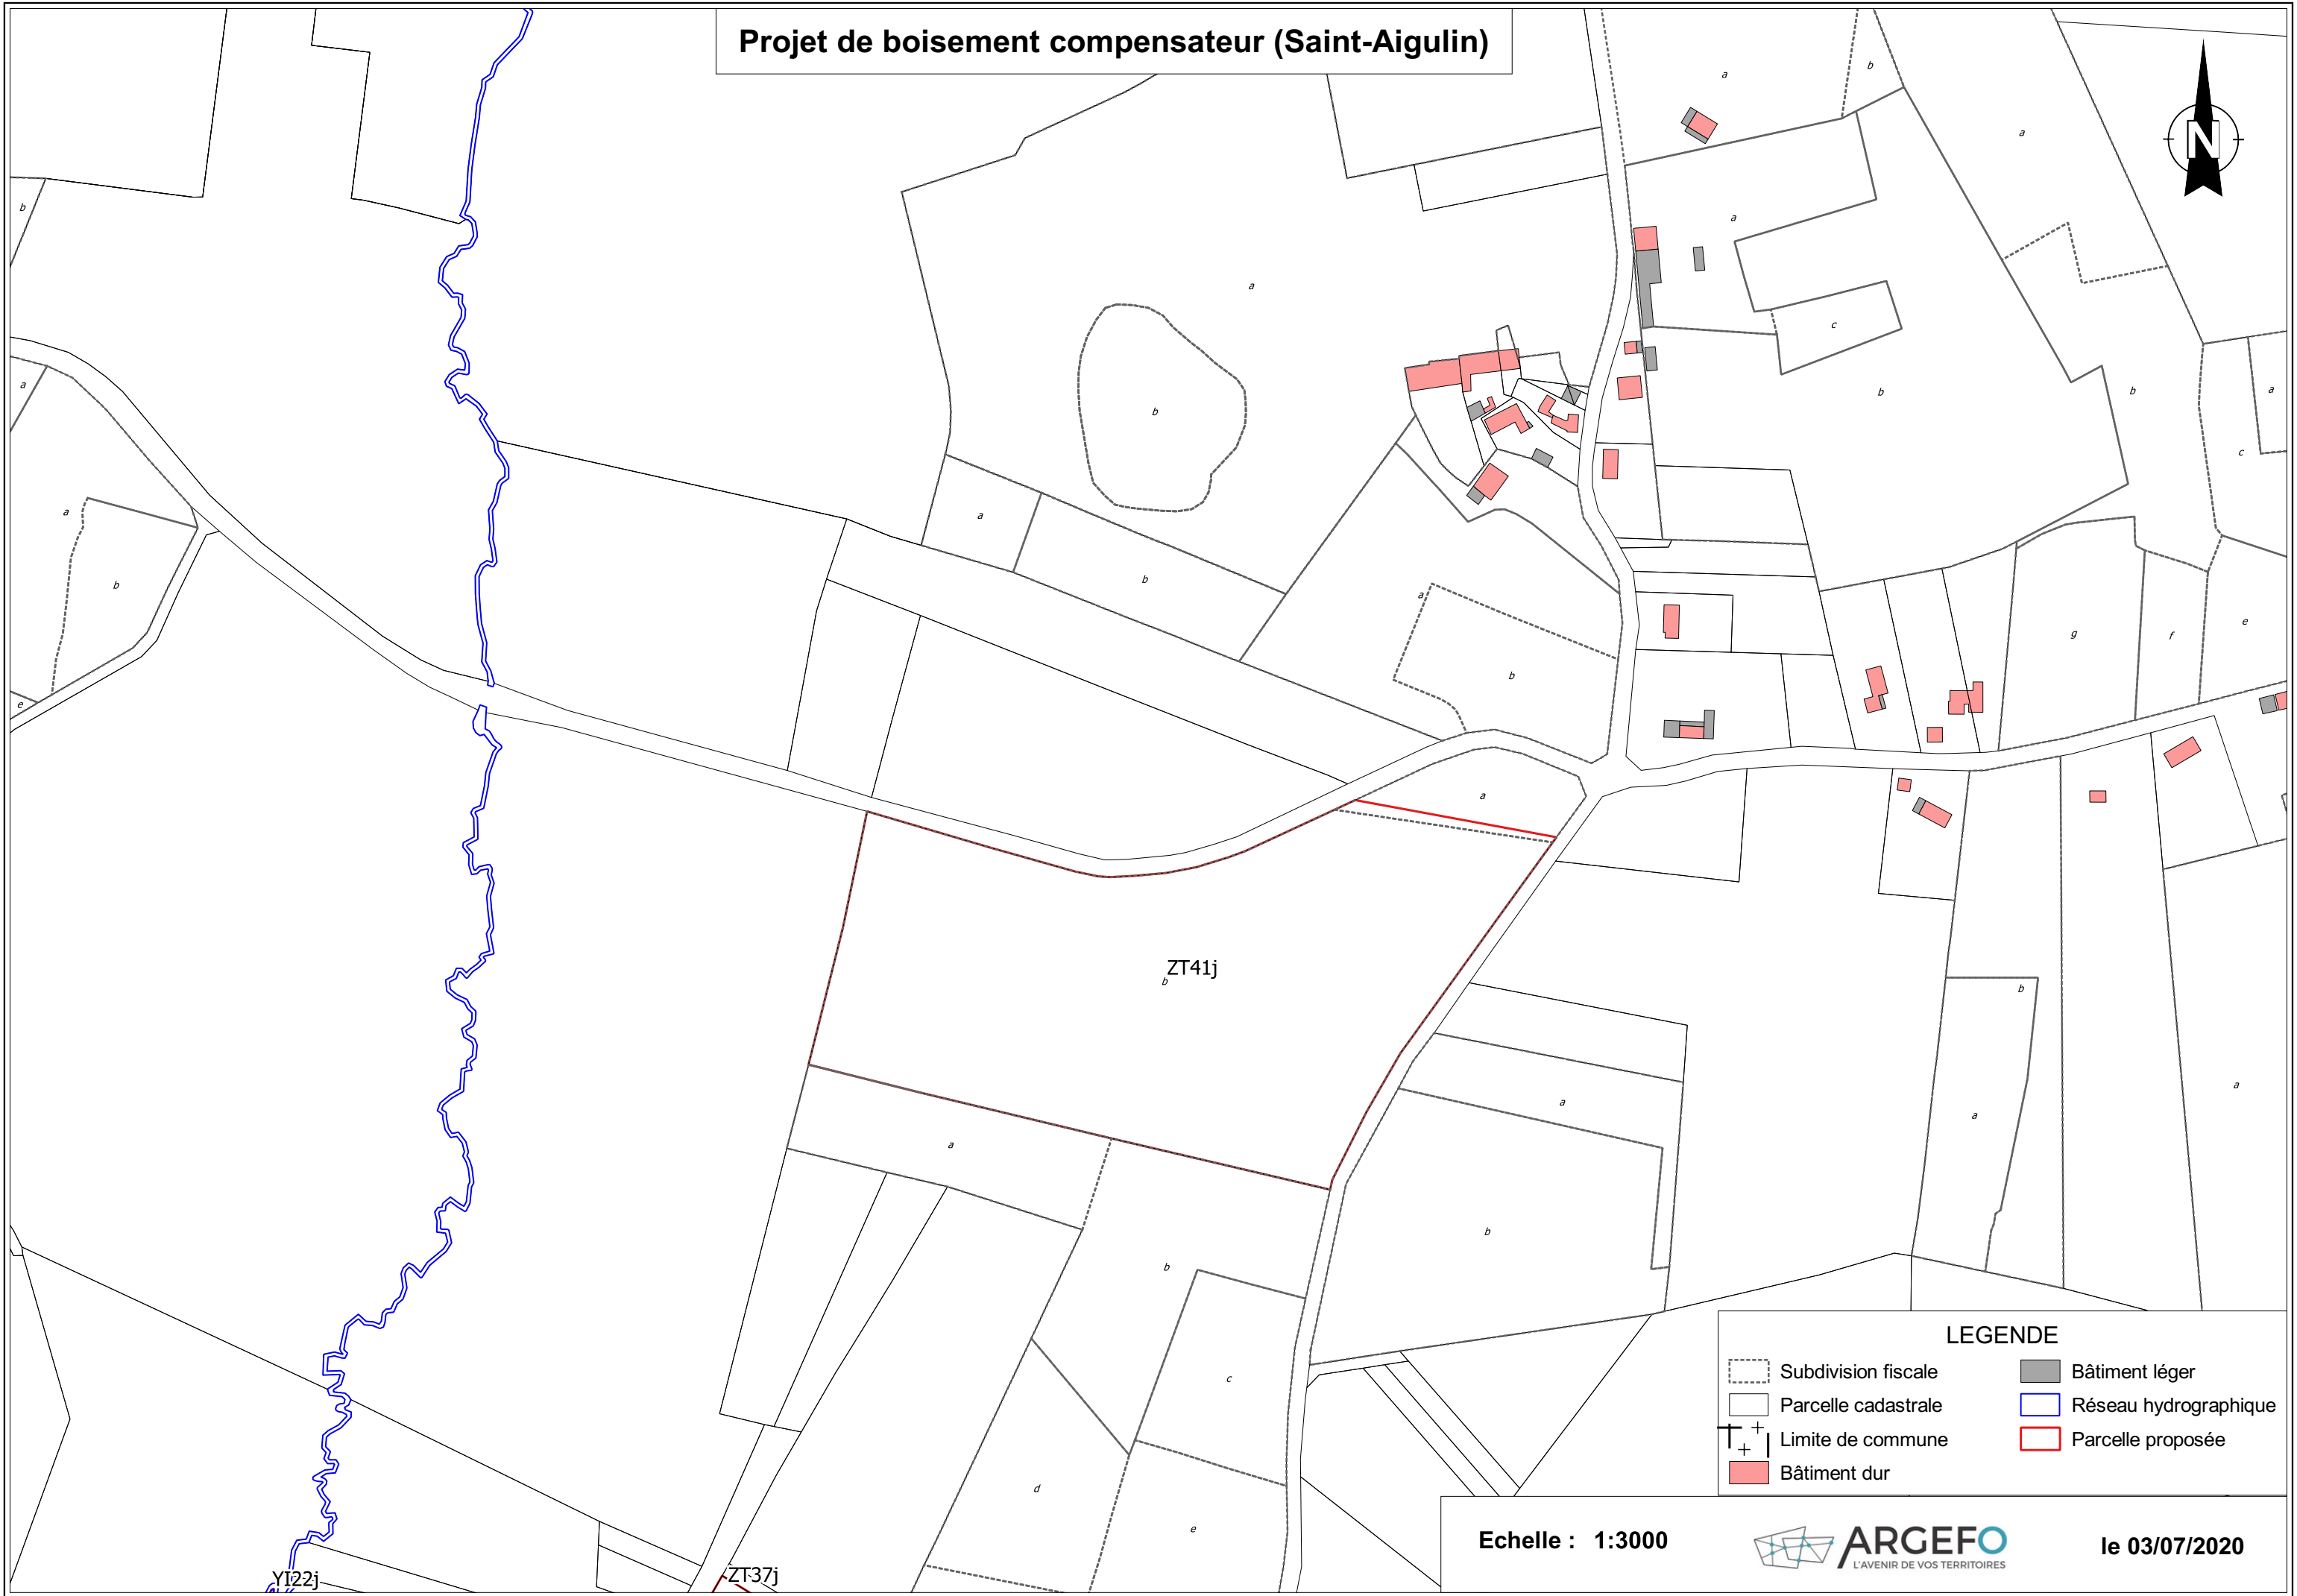 Projet de boisement compensateur (Saint-Aigulin)
N
a
b
a
b
a
a
c
b
b
a
c
a
b
a
b
a
b
a
b
e
a
b
g
f
e
a
ZT41j
b
b
a
a
a
a
b
b
c
d
e
YI22j
ZT37j
LEGENDE
Subdivision fiscale
Parcelle cadastrale
Limite de commune
Bâtiment dur
Bâtiment léger
Réseau hydrographique
Parcelle proposée
Echelle : 1:3000
ARGEFO
L'AVENIR DE VOS TERRITOIRES
le 03/07/2020